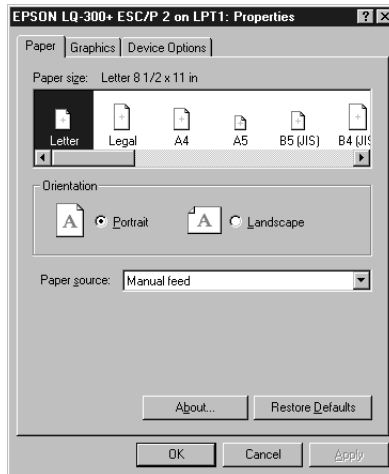 EPSON LQ-300+ ESC/P 2 on LPT1: Properties
Paper Graphics Device Options
Paper size: Letter 8 1/2 x 11 in
Letter Legal A4 A5 B5 (JIS) B4 (JIS
Orientation
A Portrait A Landscape
Paper source: Manual feed
About... Restore Defaults
OK Cancel Apply